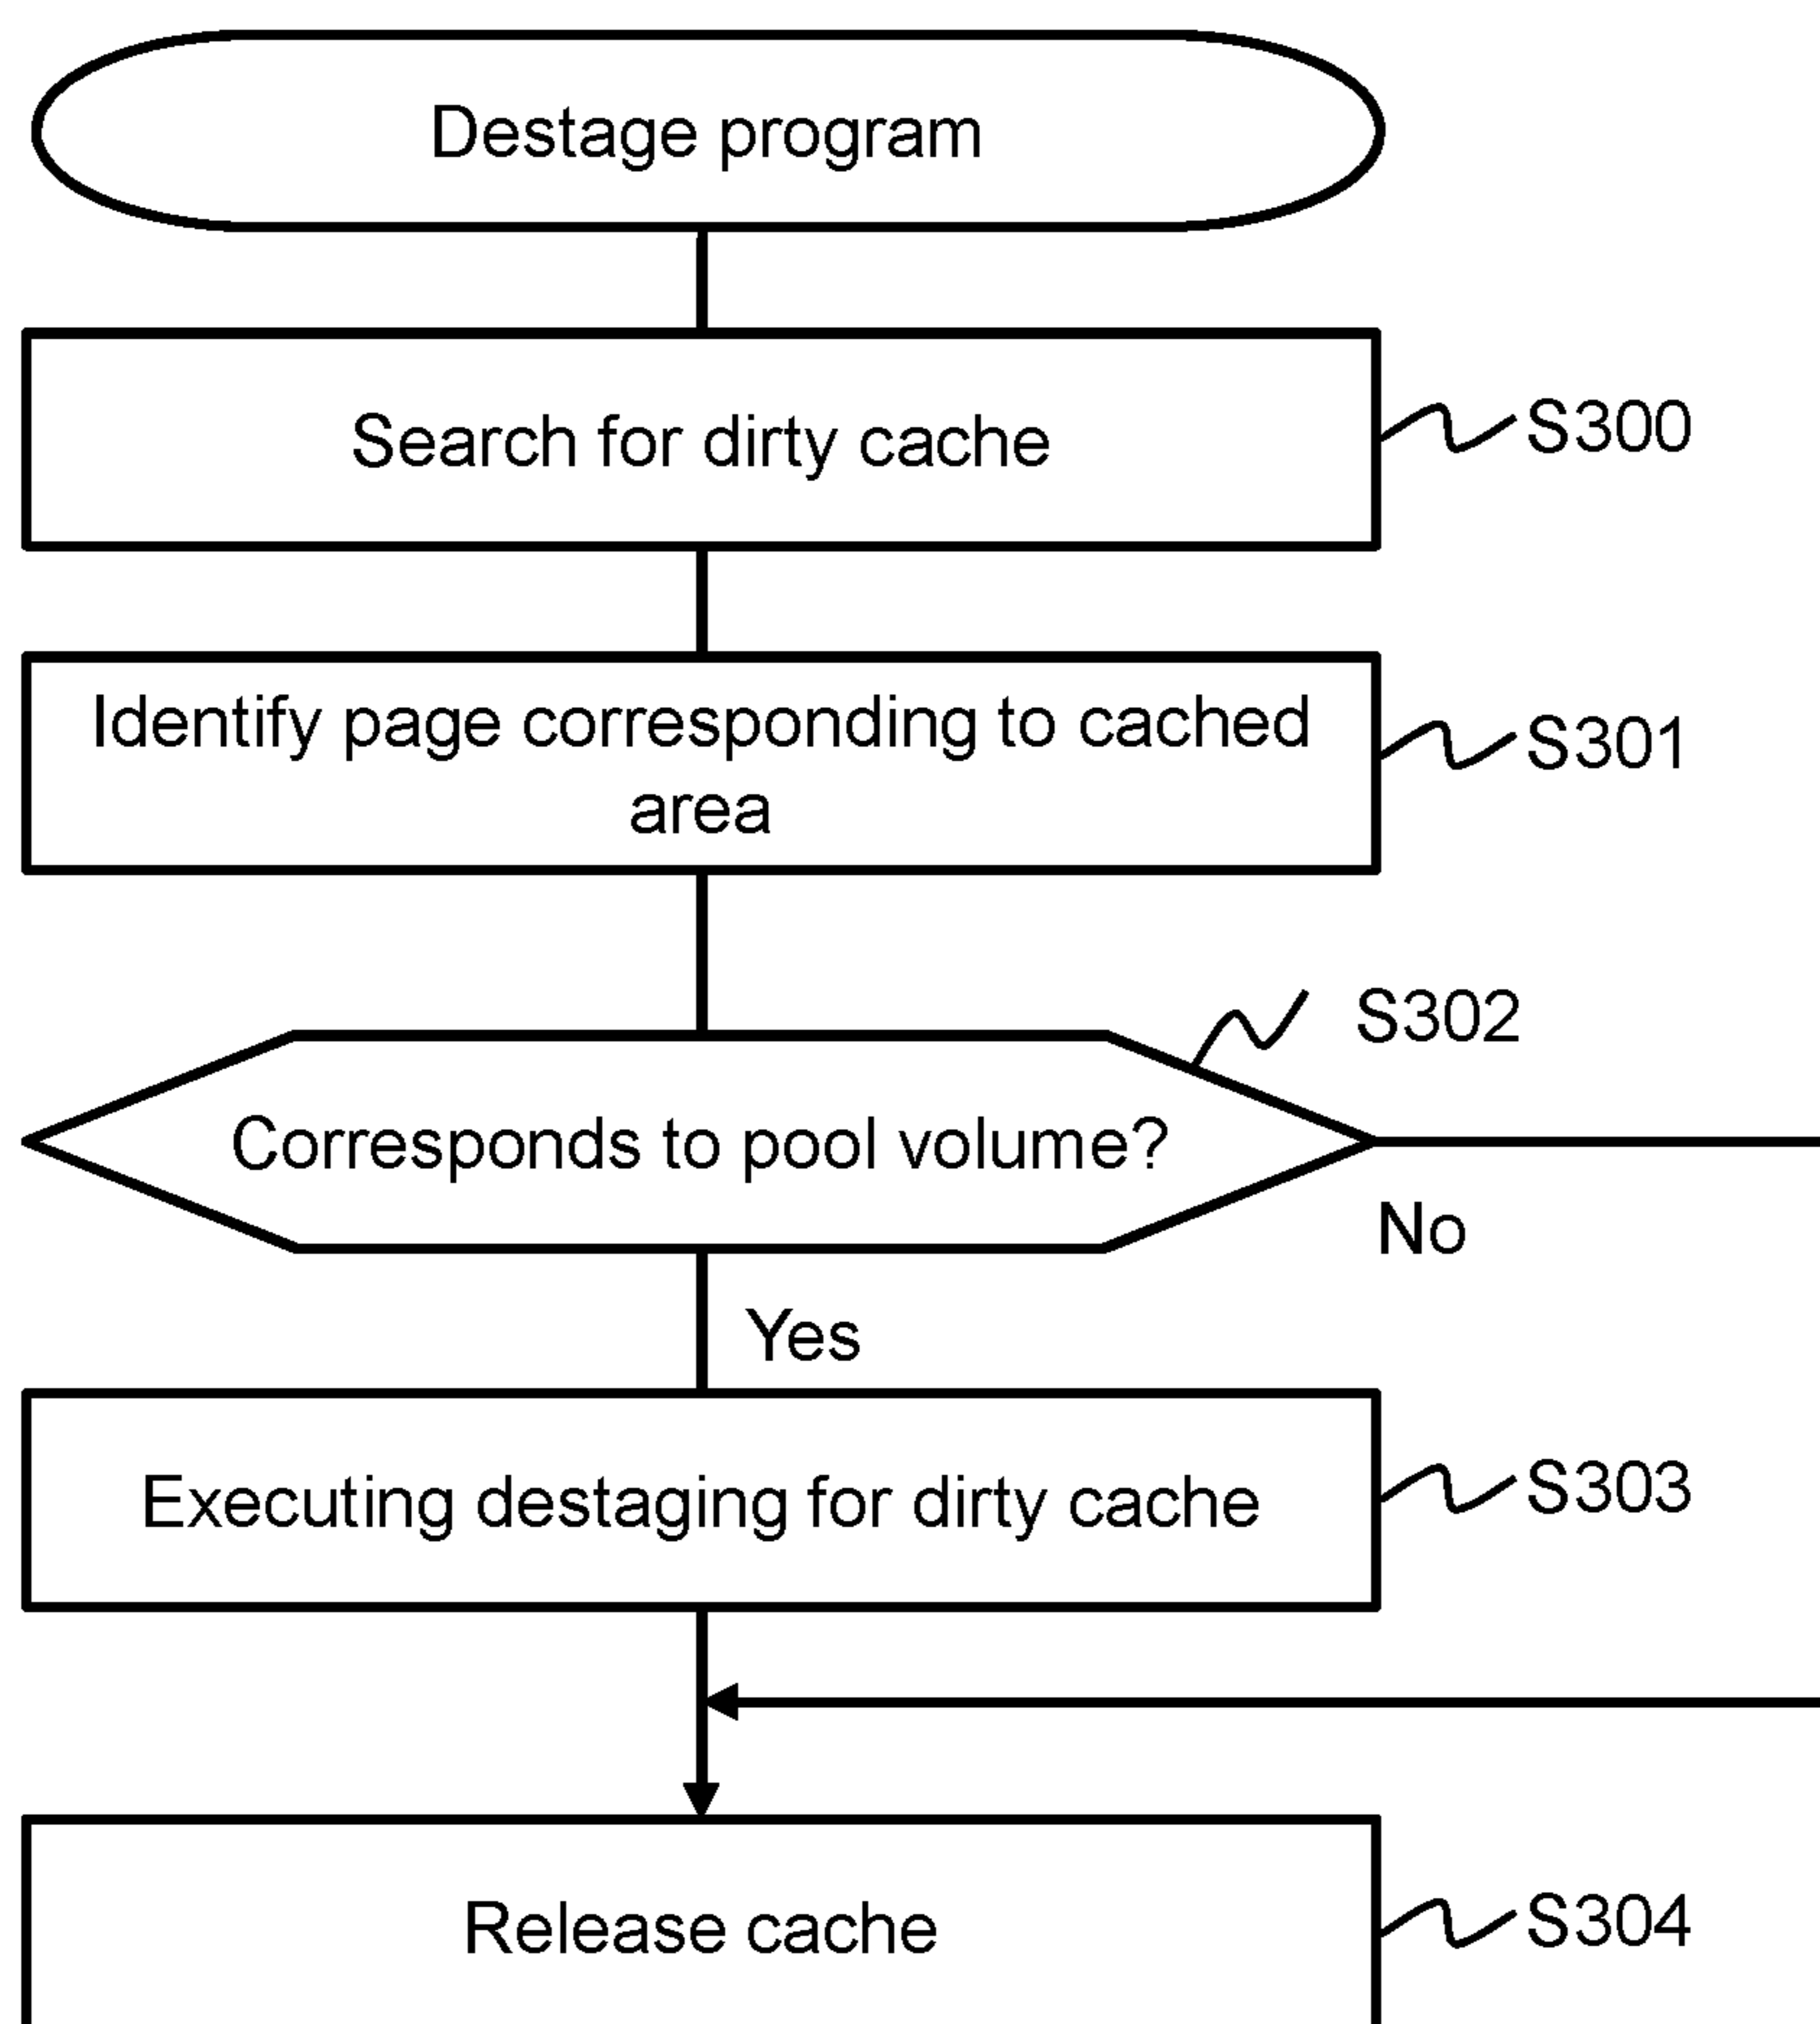 Destage program
Search for dirty cache
S300
Identify page corresponding to cached
area
S301
S302
Corresponds to pool volume?
No
Yes
Executing destaging for dirty cache
S303
Release cache
S304